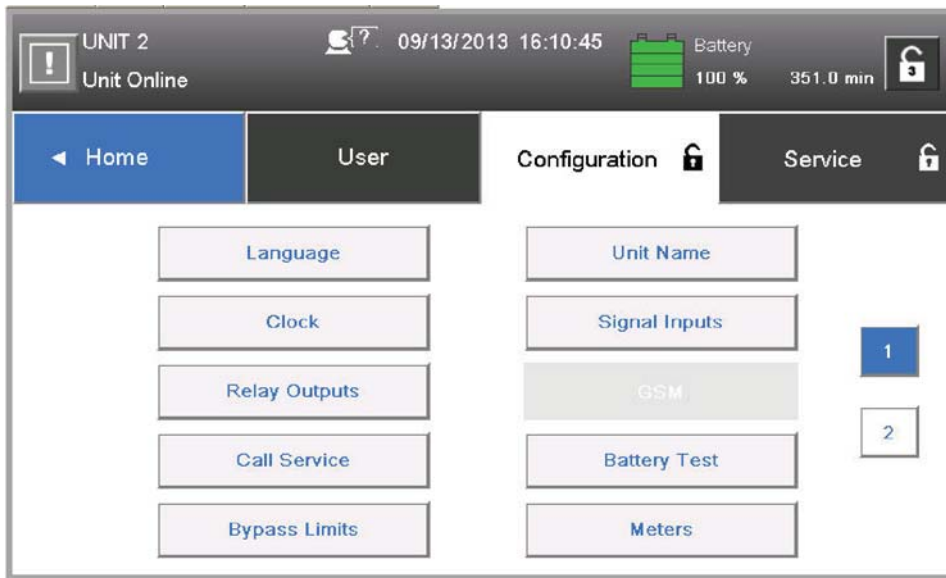 UNIT 2
Unit Online
! ? 09/13/2013 16:10:45
Battery
100 % 351.0 min
3
◄ Home User Configuration Service
Language Unit Name
Clock Signal Inputs
Relay Outputs GSM
Call Service Battery Test
Bypass Limits Meters
1
2